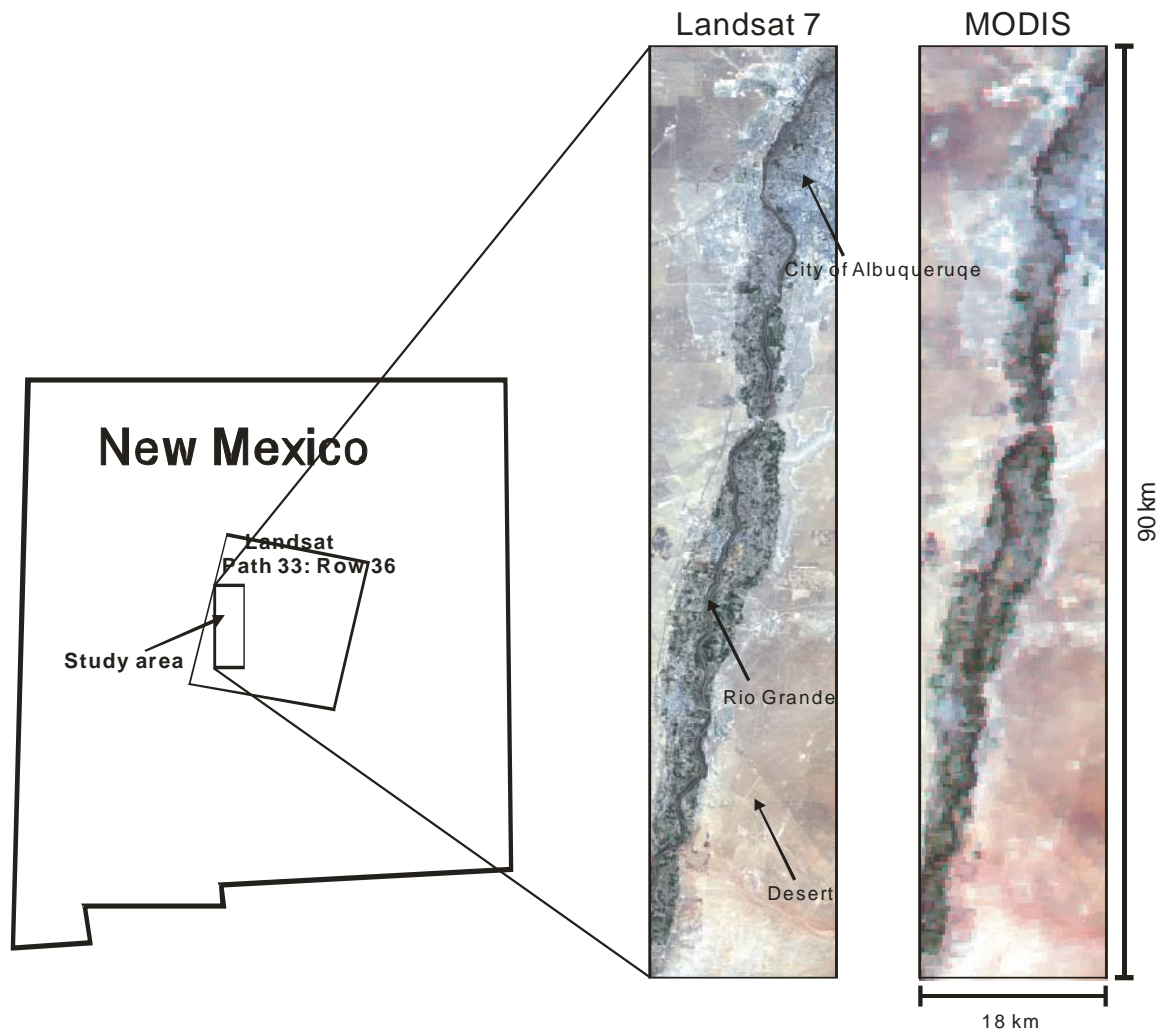 Landsat 7
MODIS
City of Albuqueruqe
New Mexico
Landsat
Path 33: Row 36
Study area
Rio Grande
Desert
90 km
18 km